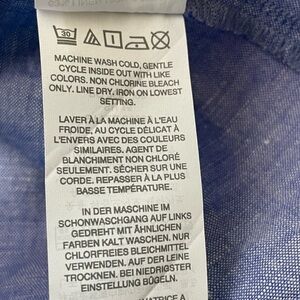 30
MACHINE WASH COLD, GENTLE
CYCLE INSIDE OUT WITH LIKE
COLORS. NON CHLORINE BLEACH
ONLY. LINE DRY. IRON ON LOWEST
SETTING.
LAVER À LA MACHINE À L'EAU
FROIDE, AU CYCLE DÉLICAT À
L'ENVERS AVEC DES COULEURS
SIMILAIRES. AGENT DE
BLANCHIMENT NON CHLORÉ
SEULEMENT. SÉCHER SUR UNE
CORDE. REPASSER À LA PLUS
BASSE TEMPÉRATURE.
IN DER MASCHINE IM
SCHONWASCHGANG AUF LINKS
GEDREHT MIT ÄHNLICHEN
FARBEN KALT WASCHEN. NUR
CHLORFREIES BLEICHMITTEL
VERWENDEN. AUF DER LEINE
TROCKNEN. BEI NIEDRIGSTER
EINSTELLUNG BÜGELN.